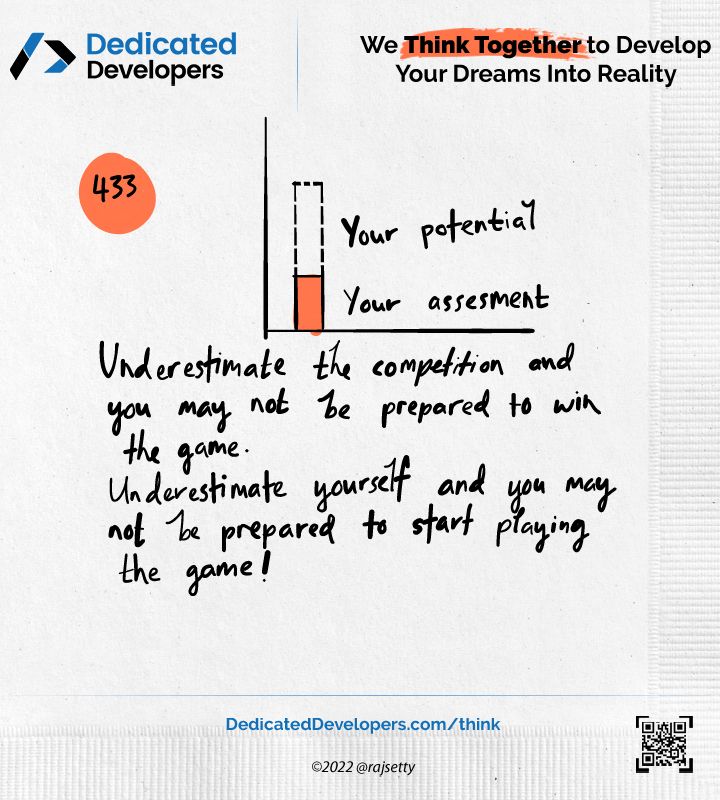 Dedicated
Developers
We Think Together to Develop
Your Dreams Into Reality
433
Your potential
Your assesment
Underestimate the competition and
you may not be prepared to win
the game.
Underestimate yourself and you may
not be prepared to start playing
the game!
DedicatedDevelopers.com/think
©2022 @rajsetty